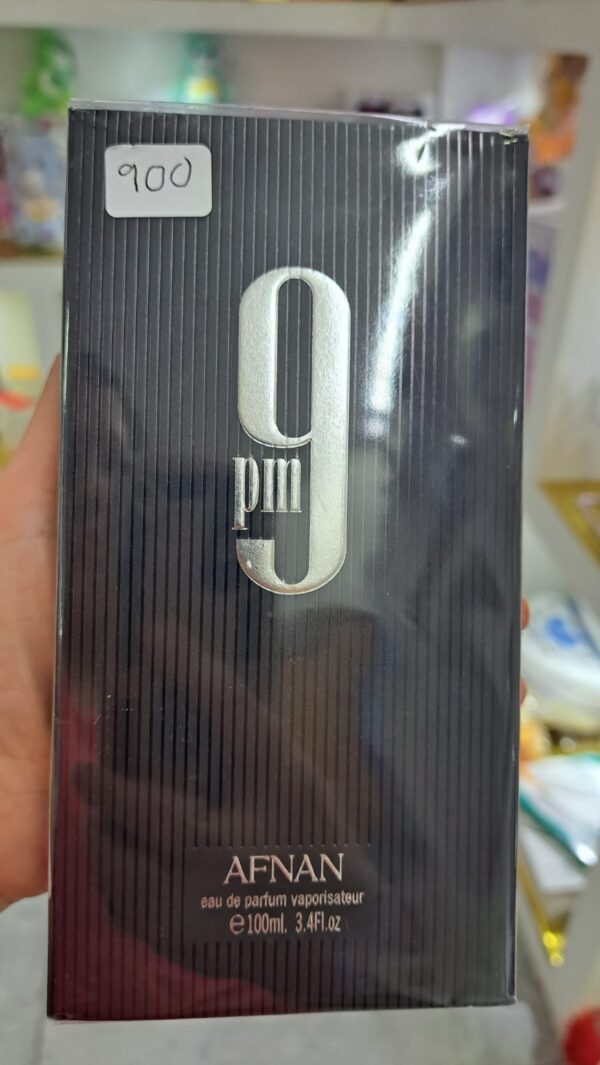 900
9
pm
AFNAN
eau de parfum vaporisateur
℮100ml. 3.4Fl.oz